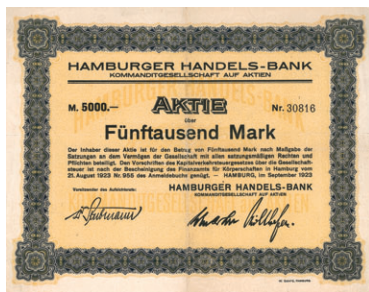 HAMBURGER HANDELS-BANK
KOMMANDITGESELLSCHAFT AUF AKTIEN
M. 5000.— AKTIE Nr. 30816
über
Fünftausend Mark
Der Inhaber dieser Aktie ist für den Betrag von Fünftausend Mark nach Maßgabe der
Satzungen an dem Vermögen der Gesellschaft mit allen satzungsmäßigen Rechten und
Pflichten beteiligt. Den Vorschriften des Kapitalverkehrsteuergesetzes über die Gesellschaft-
steuer ist nach der Bescheinigung des Finanzamts für Körperschaften in Hamburg vom
21. August 1923 Nr. 956 des Anmeldebuchs genügt. — HAMBURG, im September 1923
Vorsitzender des Aufsichtsrats:
HAMBURGER HANDELS-BANK
KOMMANDITGESELLSCHAFT AUF AKTIEN